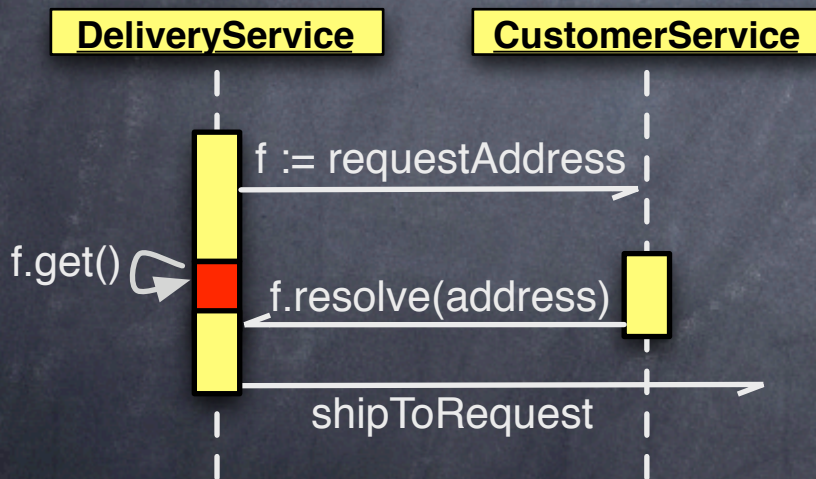 DeliveryService
CustomerService
f := requestAddress
f.get()
f.resolve(address)
shipToRequest